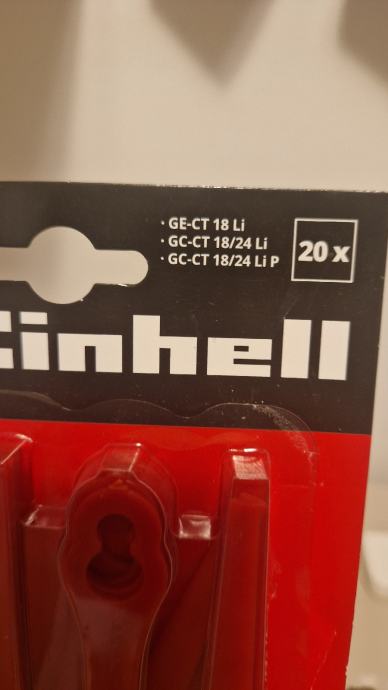 · GE-CT 18 Li
· GC-CT 18/24 Li
· GC-CT 18/24 Li P
20 x
Einhell